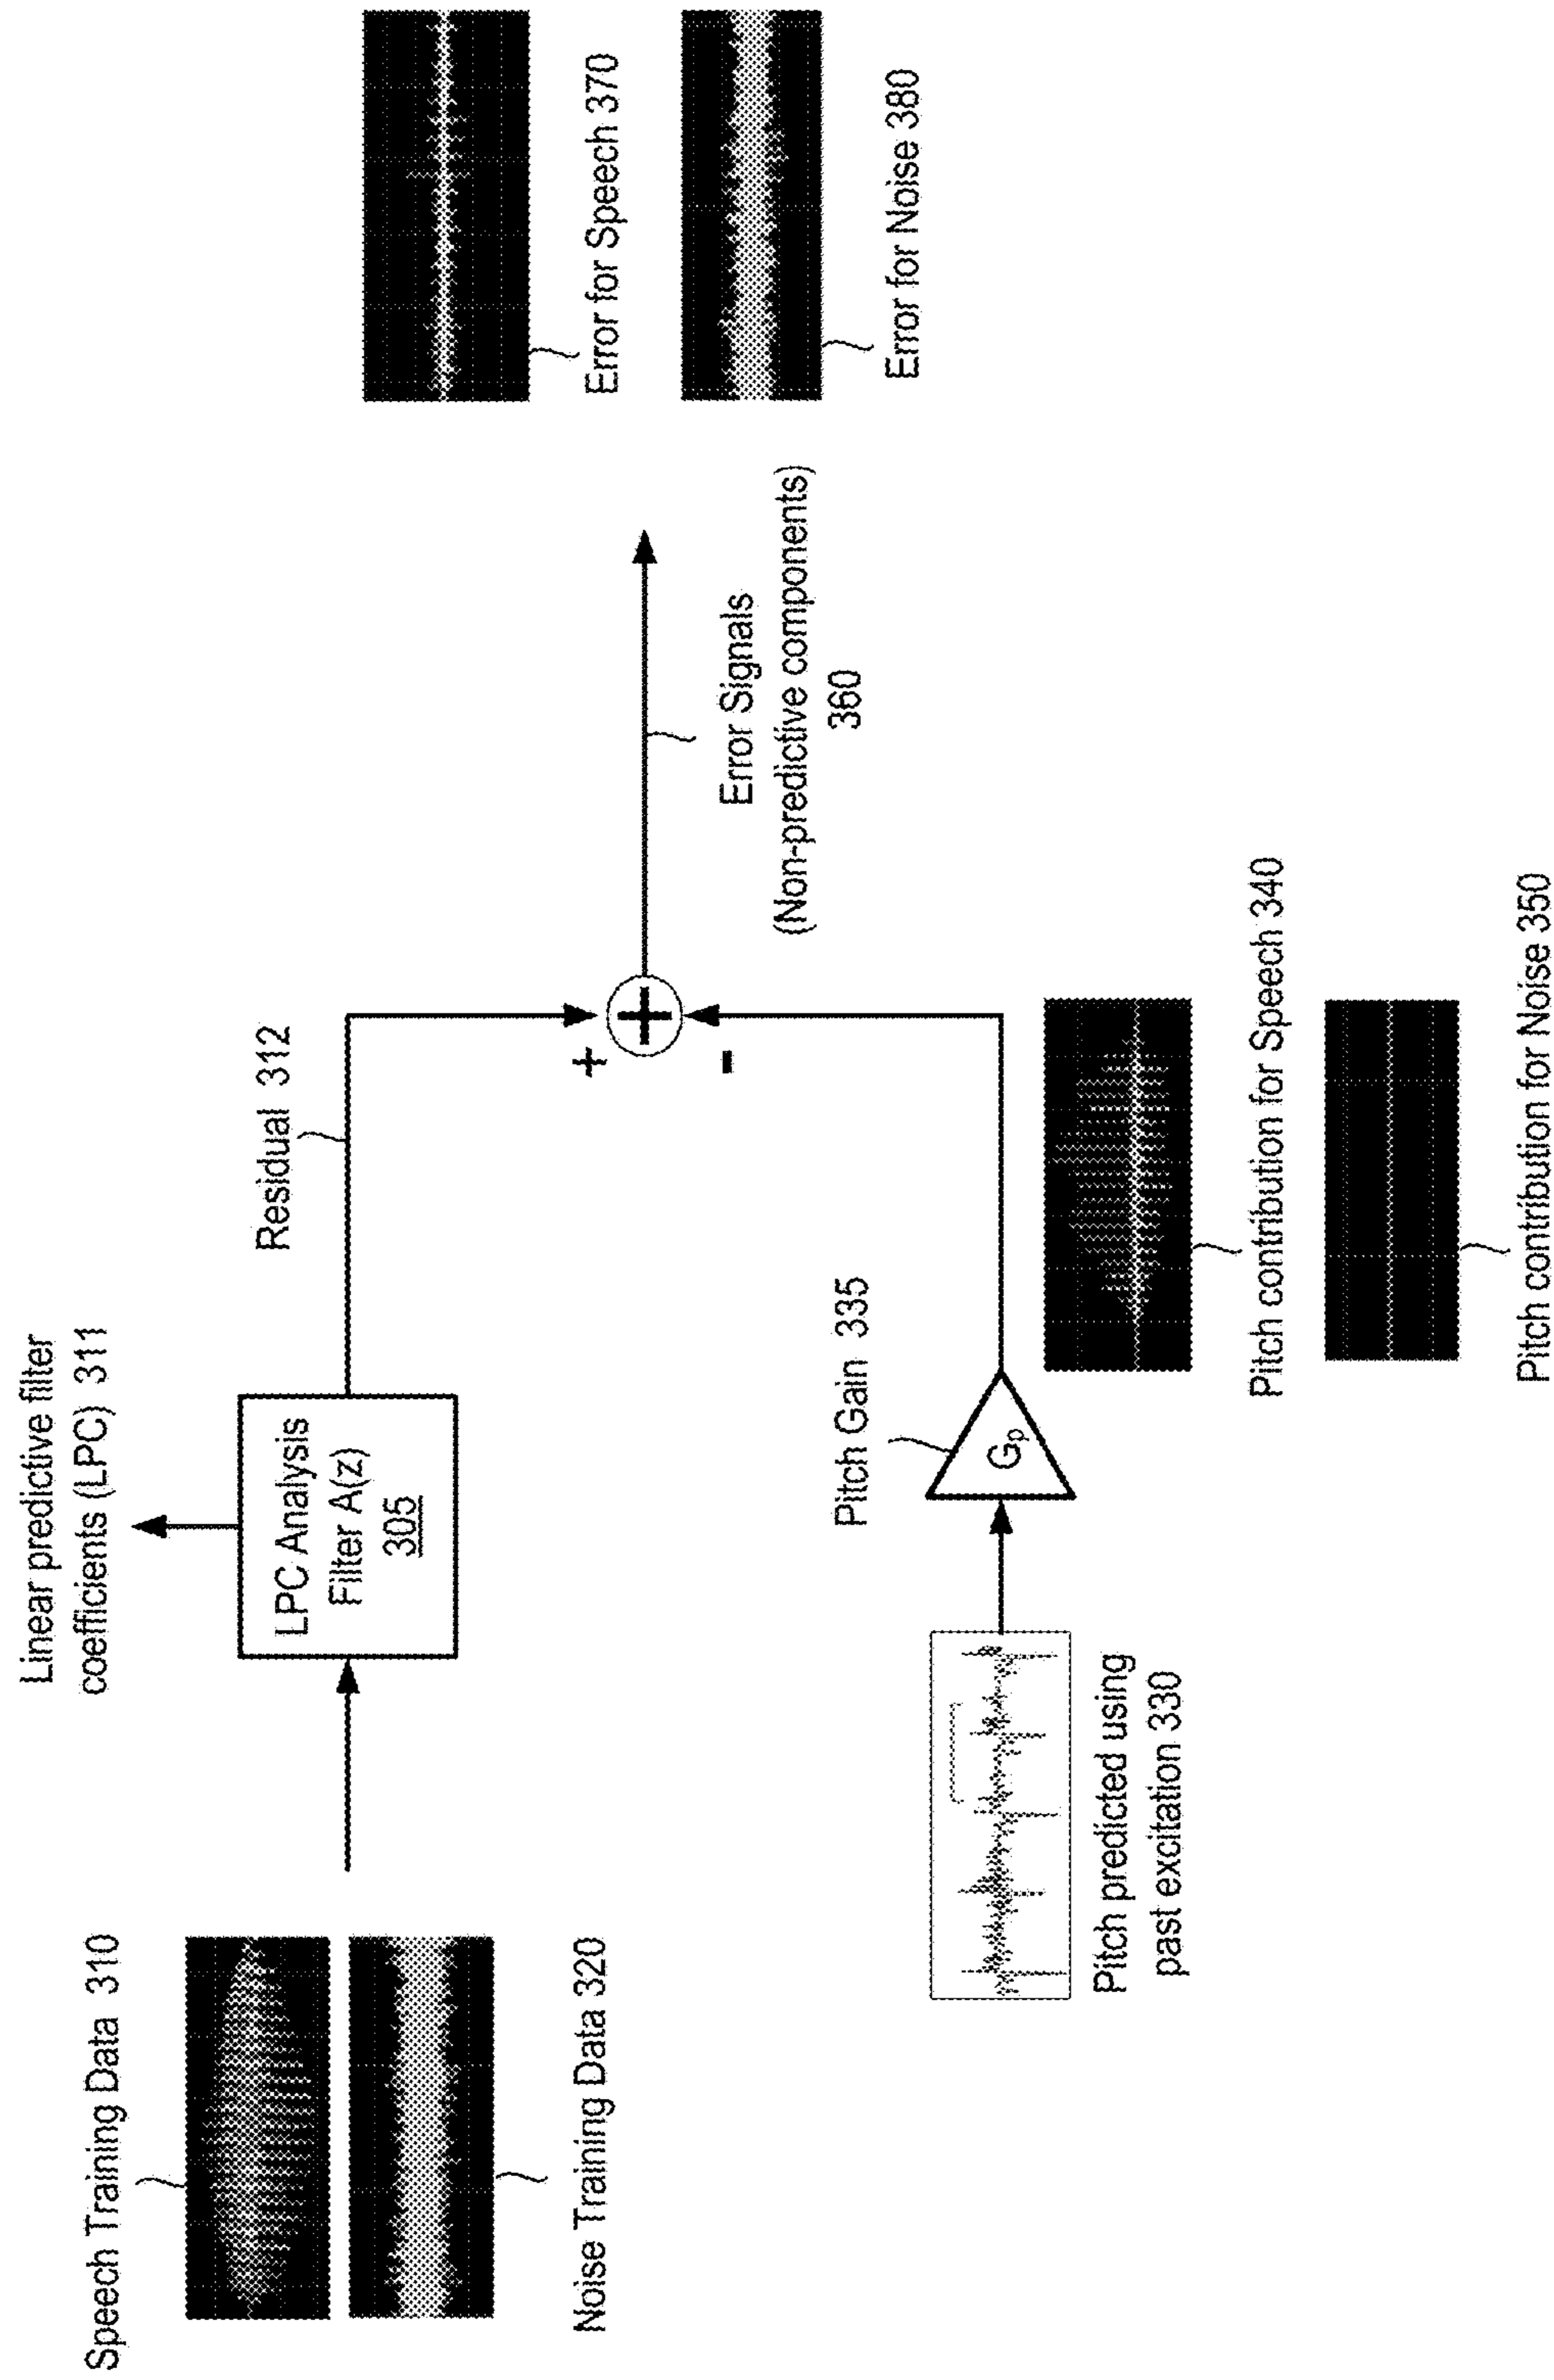 Speech Training Data 310
Noise Training Data 320
Linear predictive filter
coefficients (LPC) 311
LPC Analysis
Filter A(z)
305
Residual 312
+
+
-
Pitch predicted using
past excitation 330
Pitch Gain 335
Gp
Pitch contribution for Speech 340
Pitch contribution for Noise 350
Error Signals
(Non-predictive components)
360
Error for Speech 370
Error for Noise 380